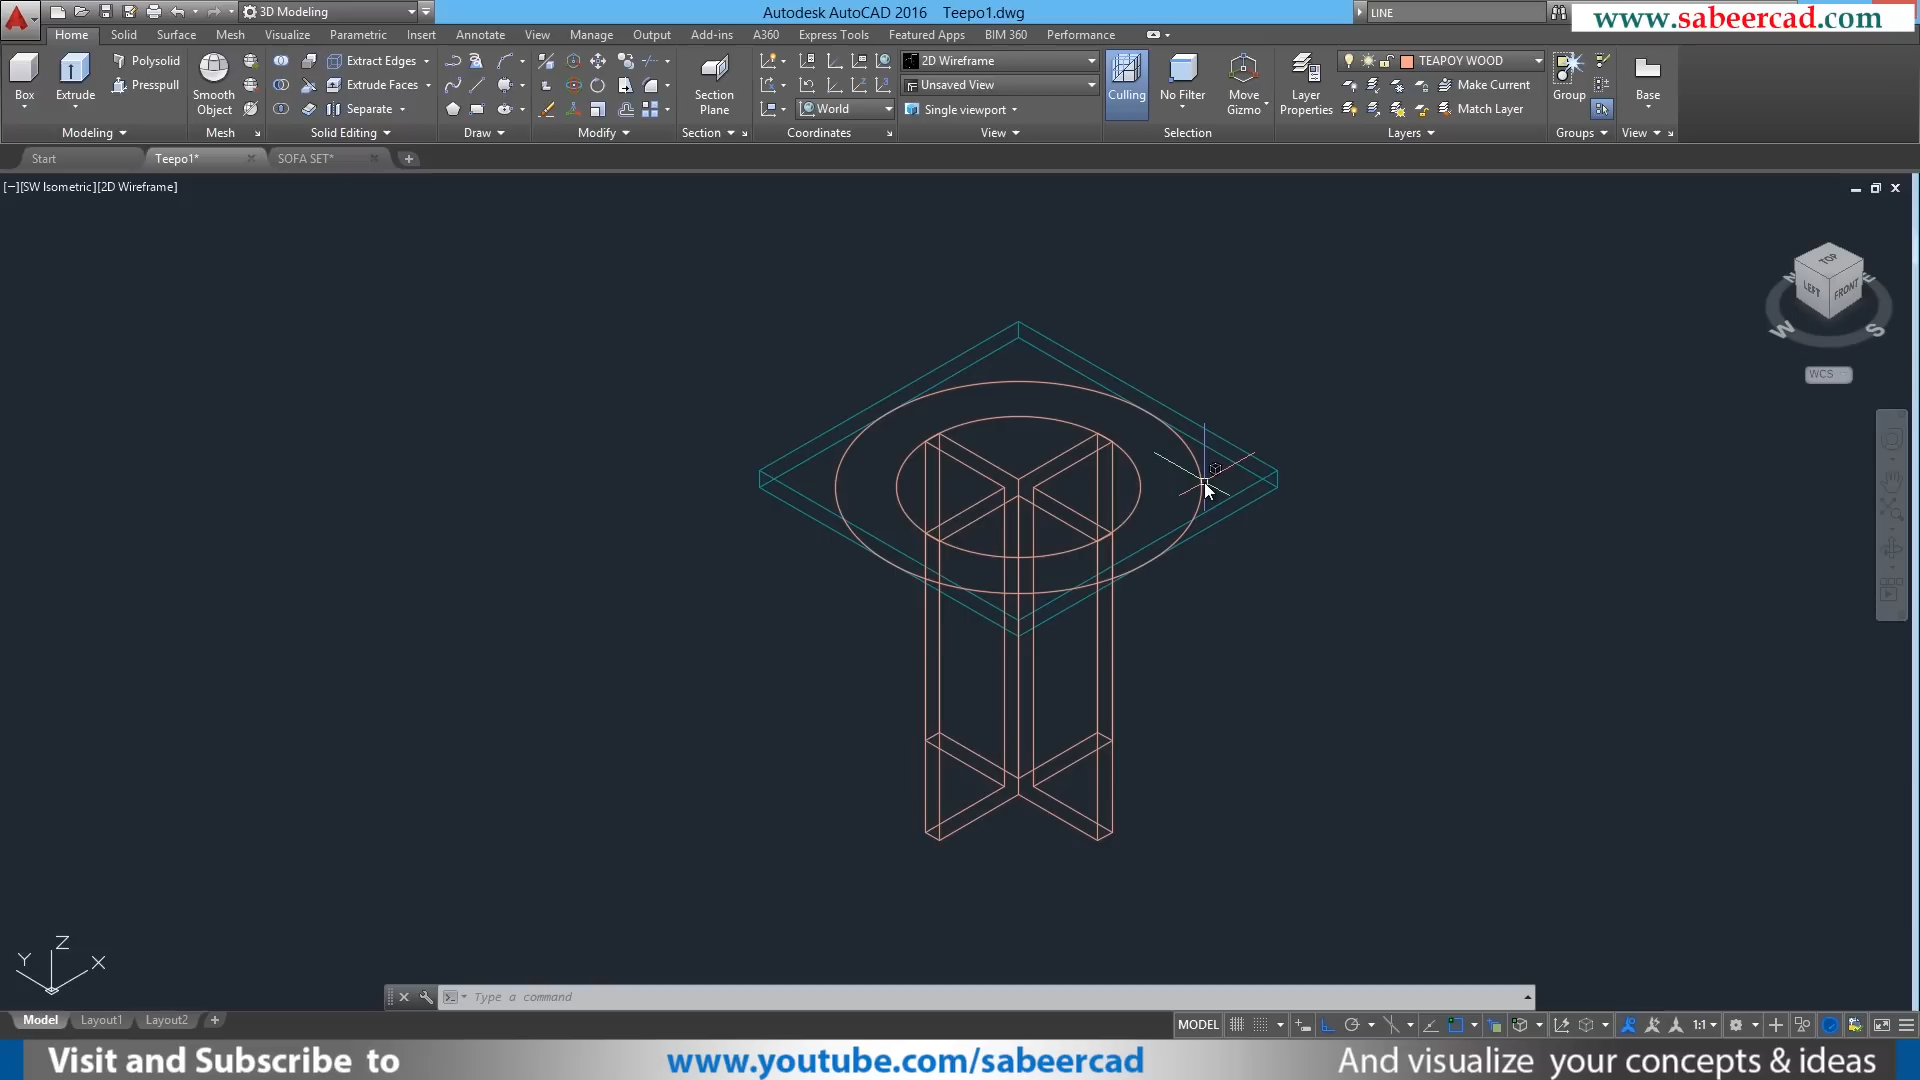 3D Modeling
Autodesk AutoCAD 2016 Teepo1.dwg
LINE
www.sabeercad.com
Home Solid Surface Mesh Visualize Parametric Insert Annotate View Manage Output Add-ins A360 Express Tools Featured Apps BIM 360 Performance
Box
Extrude
Polysolid
Presspull
Modeling
Smooth Object
Mesh
Extract Edges
Extrude Faces
Separate
Solid Editing
Draw
Modify
Section Plane
Section
World
Coordinates
2D Wireframe
Unsaved View
Single viewport
View
Culling
No Filter
Move Gizmo
Selection
Layer Properties
TEAPOY WOOD
Make Current
Match Layer
Layers
Group
Groups
Base
View
Start Teepo1* SOFA SET*
[−][SW Isometric][2D Wireframe]
TOP
LEFT
FRONT
N
E
W
S
WCS
Z
Y
X
Type a command
Model Layout1 Layout2
MODEL
1:1
Visit and Subscribe to www.youtube.com/sabeercad And visualize your concepts & ideas